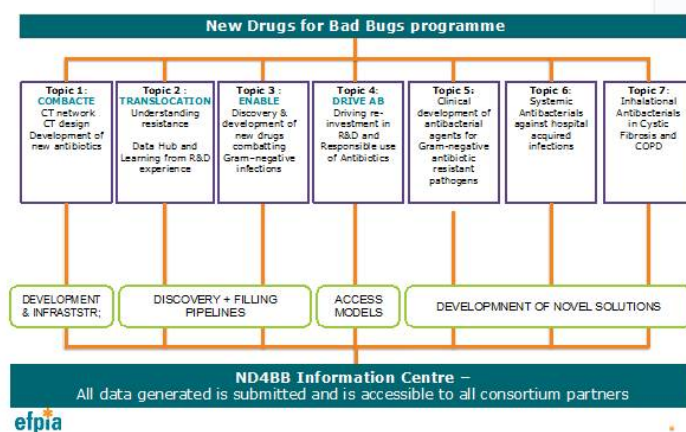 New Drugs for Bad Bugs programme
Topic 1:
COMBACTE
CT network
CT design
Development of
new antibiotics
Topic 2 :
TRANSLOCATION
Understanding
resistance
Data Hub and
Learning from R&D
experience
Topic 3 :
ENABLE
Discovery &
development of
new drugs
combatting
Gram-negative
infections
Topic 4:
DRIVE AB
Driving re-
investment in
R&D and
Responsible use
of Antibiotics
Topic 5:
Clinical
development of
antibacterial
agents for
Gram-negative
antibiotic
resistant
pathogens
Topic 6:
Systemic
Antibacterials
against hospital
acquired
infections
Topic 7:
Inhalational
Antibacterials
in Cystic
Fibrosis and
COPD
DEVELOPMENT
& INFRASTSTR;
DISCOVERY + FILLING
PIPELINES
ACCESS
MODELS
DEVELOPMNENT OF NOVEL SOLUTIONS
ND4BB Information Centre –
All data generated is submitted and is accessible to all consortium partners
efpia